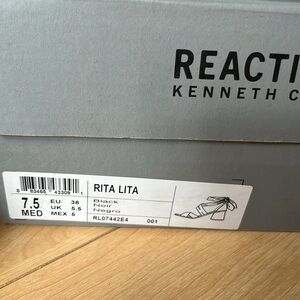 REACTI
KENNETH C
RITA LITA
7.5 EU 38
MED UK 5.5
MEX 5
Black
Noir
Negro
RL07442E4 001